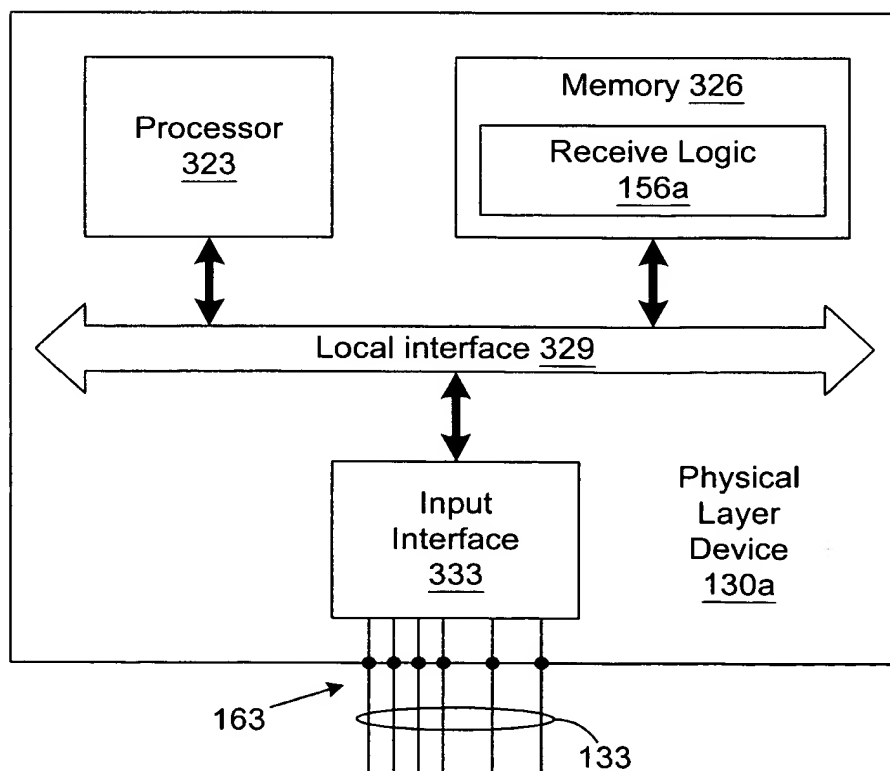 Processor
323
Memory 326
Receive Logic
156a
Local interface 329
Input
Interface
333
Physical
Layer
Device
130a
163
133